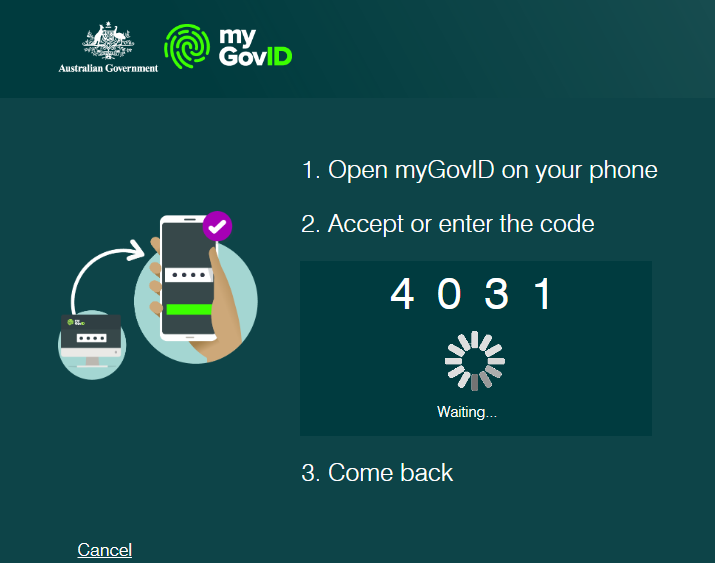 my
GovID
Australian Government
1. Open myGovID on your phone
2. Accept or enter the code
4 0 3 1
Waiting...
3. Come back
Cancel